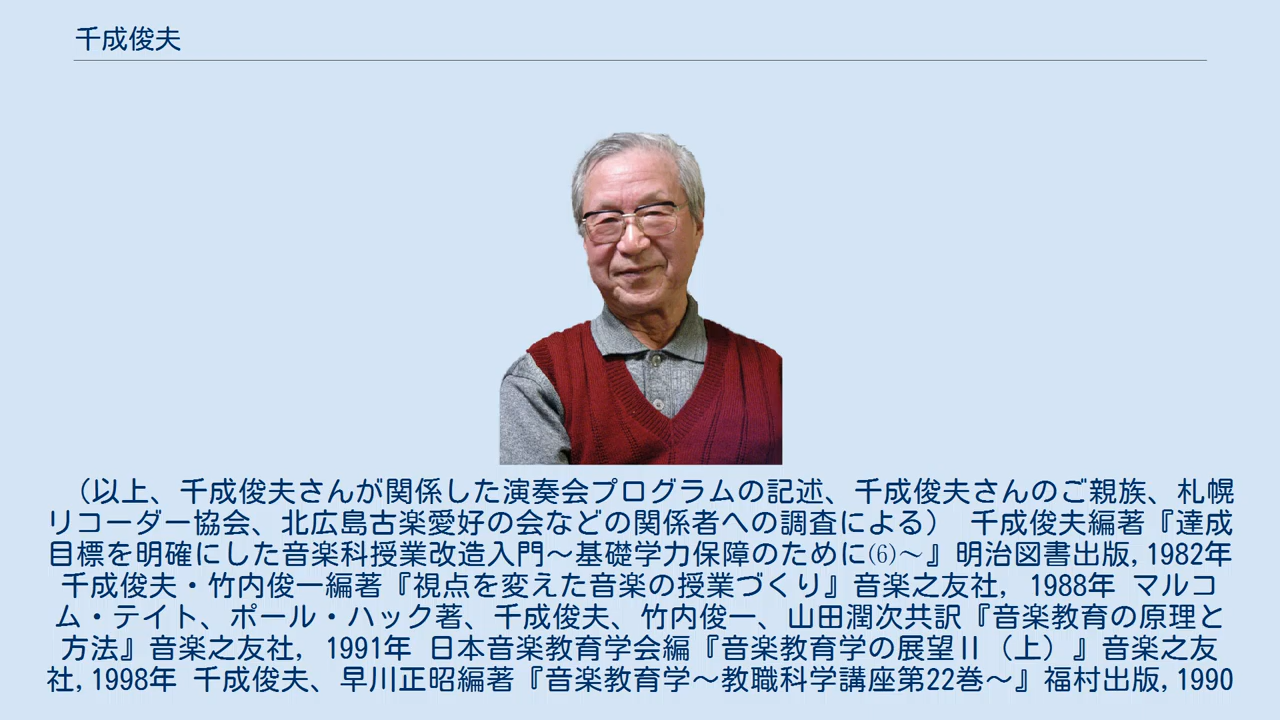 千成俊夫
（以上、千成俊夫さんが関係した演奏会プログラムの記述、千成俊夫さんのご親族、札幌
リコーダー協会、北広島古楽愛好の会などの関係者への調査による） 千成俊夫編著『達成
目標を明確にした音楽科授業改造入門～基礎学力保障のために⑹～』明治図書出版,1982年
千成俊夫・竹内俊一編著『視点を変えた音楽の授業づくり』音楽之友社, 1988年 マルコ
ム・テイト、ポール・ハック著、千成俊夫、竹内俊一、山田潤次共訳『音楽教育の原理と
方法』音楽之友社, 1991年 日本音楽教育学会編『音楽教育学の展望Ⅱ（上）』音楽之友
社,1998年 千成俊夫、早川正昭編著『音楽教育学～教職科学講座第22巻～』福村出版,1990